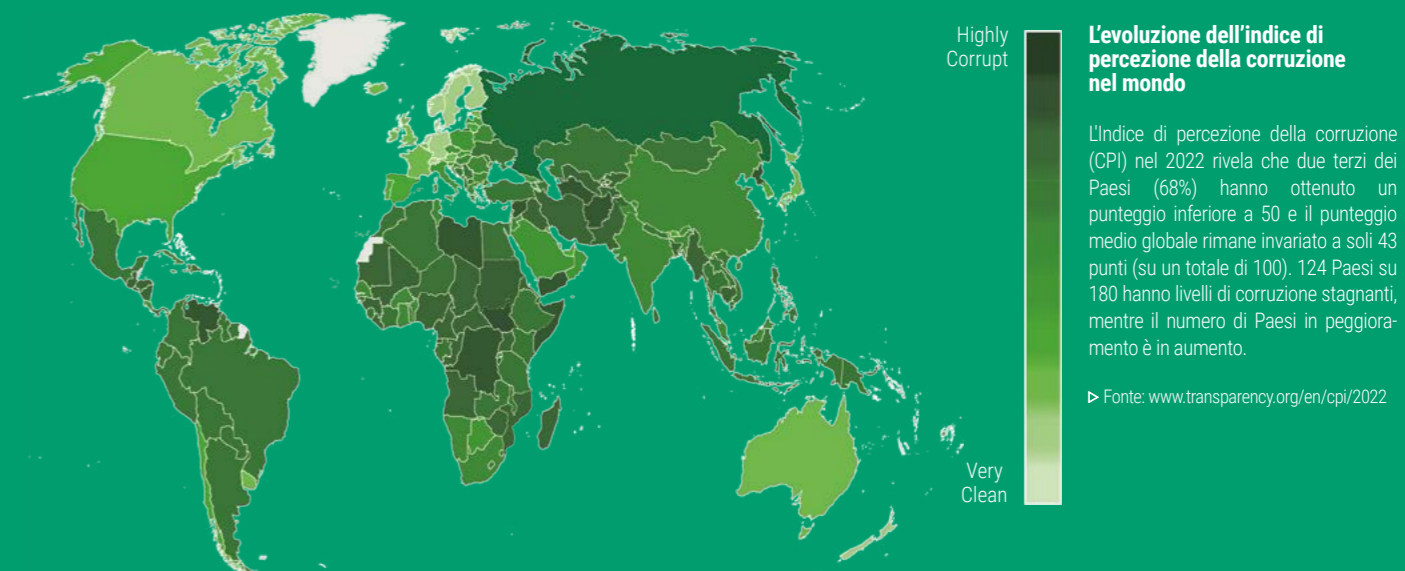 Highly
Corrupt
Very
Clean
L'evoluzione dell'indice di
percezione della corruzione
nel mondo
L'Indice di percezione della corruzione
(CPI) nel 2022 rivela che due terzi dei
Paesi (68%) hanno ottenuto un
punteggio inferiore a 50 e il punteggio
medio globale rimane invariato a soli 43
punti (su un totale di 100). 124 Paesi su
180 hanno livelli di corruzione stagnanti,
mentre il numero di Paesi in peggiora-
mento è in aumento.
▷ Fonte: www.transparency.org/en/cpi/2022